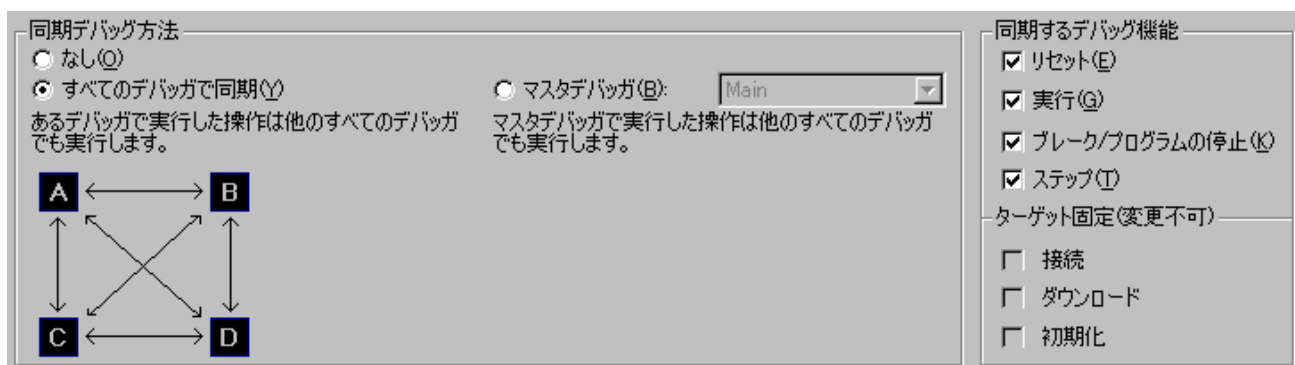 同期デバッグ方法
なし(O)
すべてのデバッガで同期(Y)
あるデバッガで実行した操作は他のすべてのデバッガ
でも実行します。
マスタデバッガ(B):
Main
マスタデバッガで実行した操作は他のすべてのデバッガ
でも実行します。
A
B
C
D
同期するデバッグ機能
リセット(E)
実行(G)
ブレーク/プログラムの停止(K)
ステップ(T)
ターゲット固定(変更不可)
接続
ダウンロード
初期化